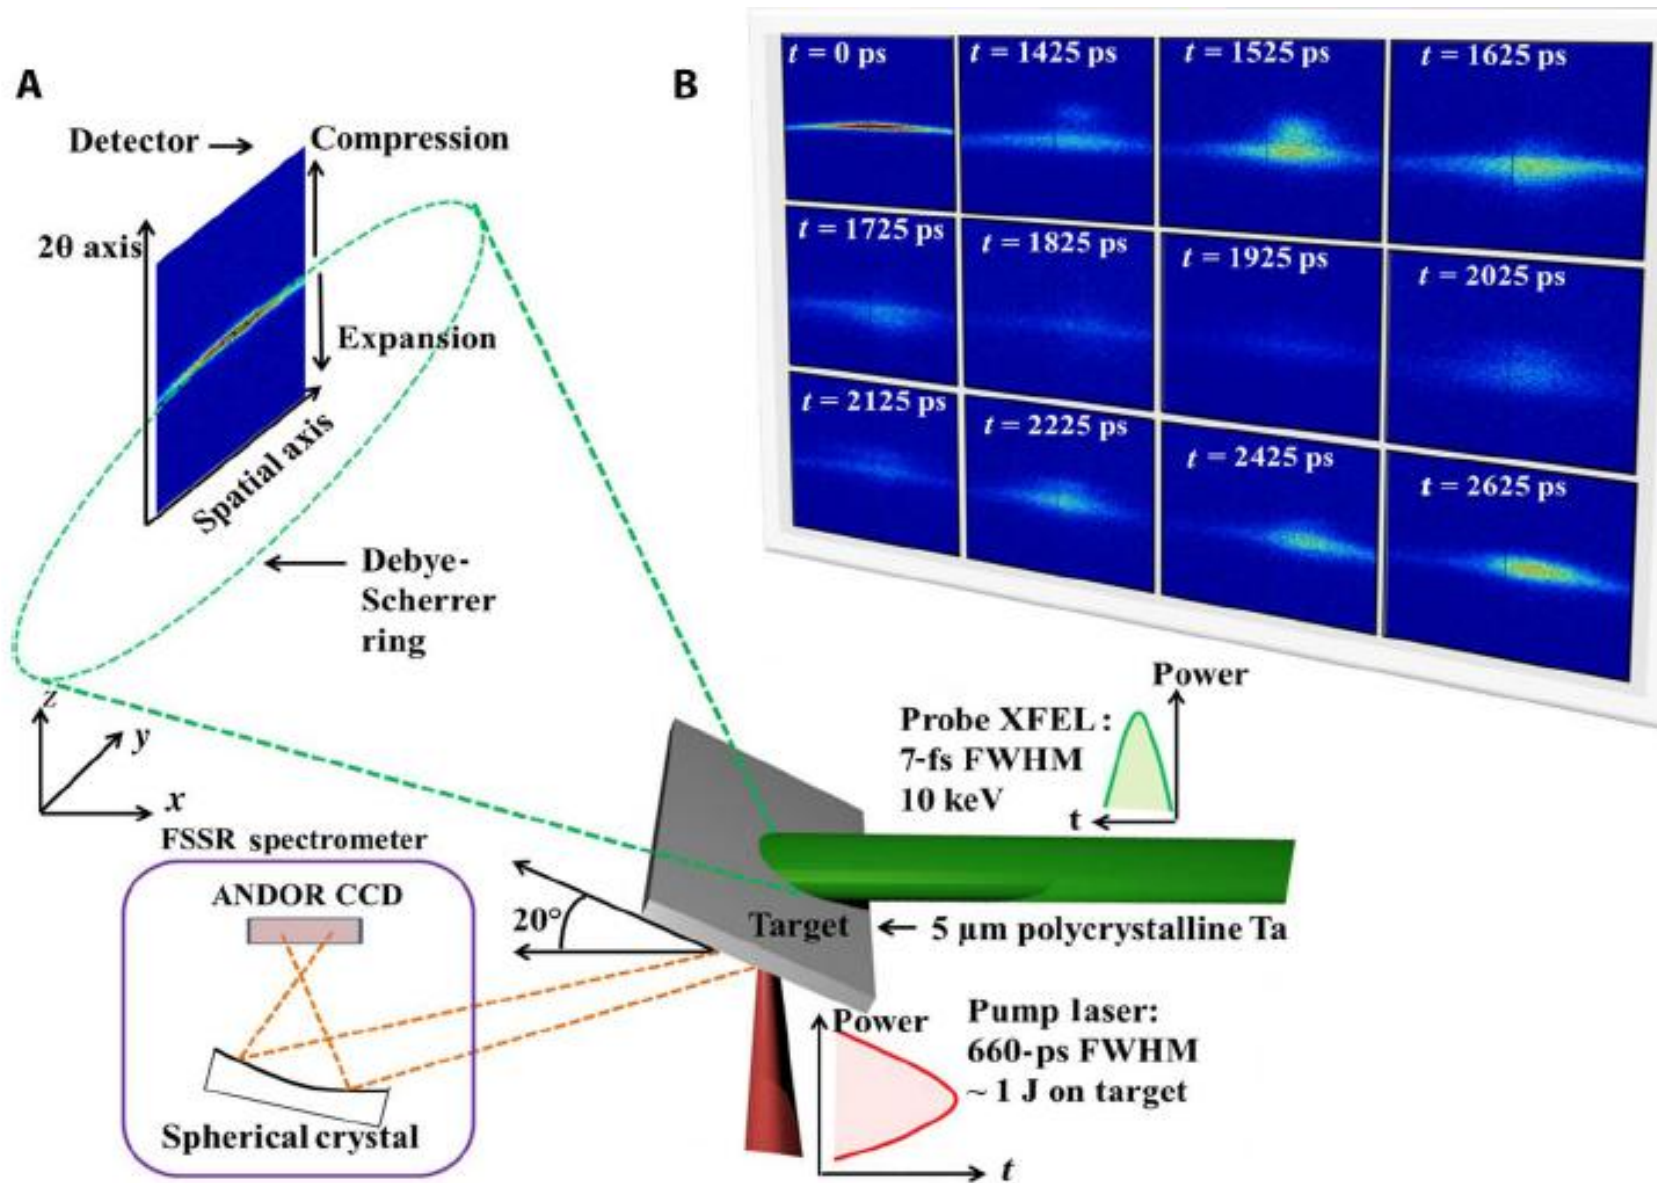 A
Detector
Compression
2θ axis
Expansion
Spatial axis
Debye-
Scherrer
ring
z
y
x
FSSR spectrometer
ANDOR CCD
Spherical crystal
20°
Target
5 µm polycrystalline Ta
Probe XFEL :
7-fs FWHM
10 keV
Power
t
Pump laser:
660-ps FWHM
~ 1 J on target
Power
t
B
t = 0 ps
t = 1425 ps
t = 1525 ps
t = 1625 ps
t = 1725 ps
t = 1825 ps
t = 1925 ps
t = 2025 ps
t = 2125 ps
t = 2225 ps
t = 2425 ps
t = 2625 ps